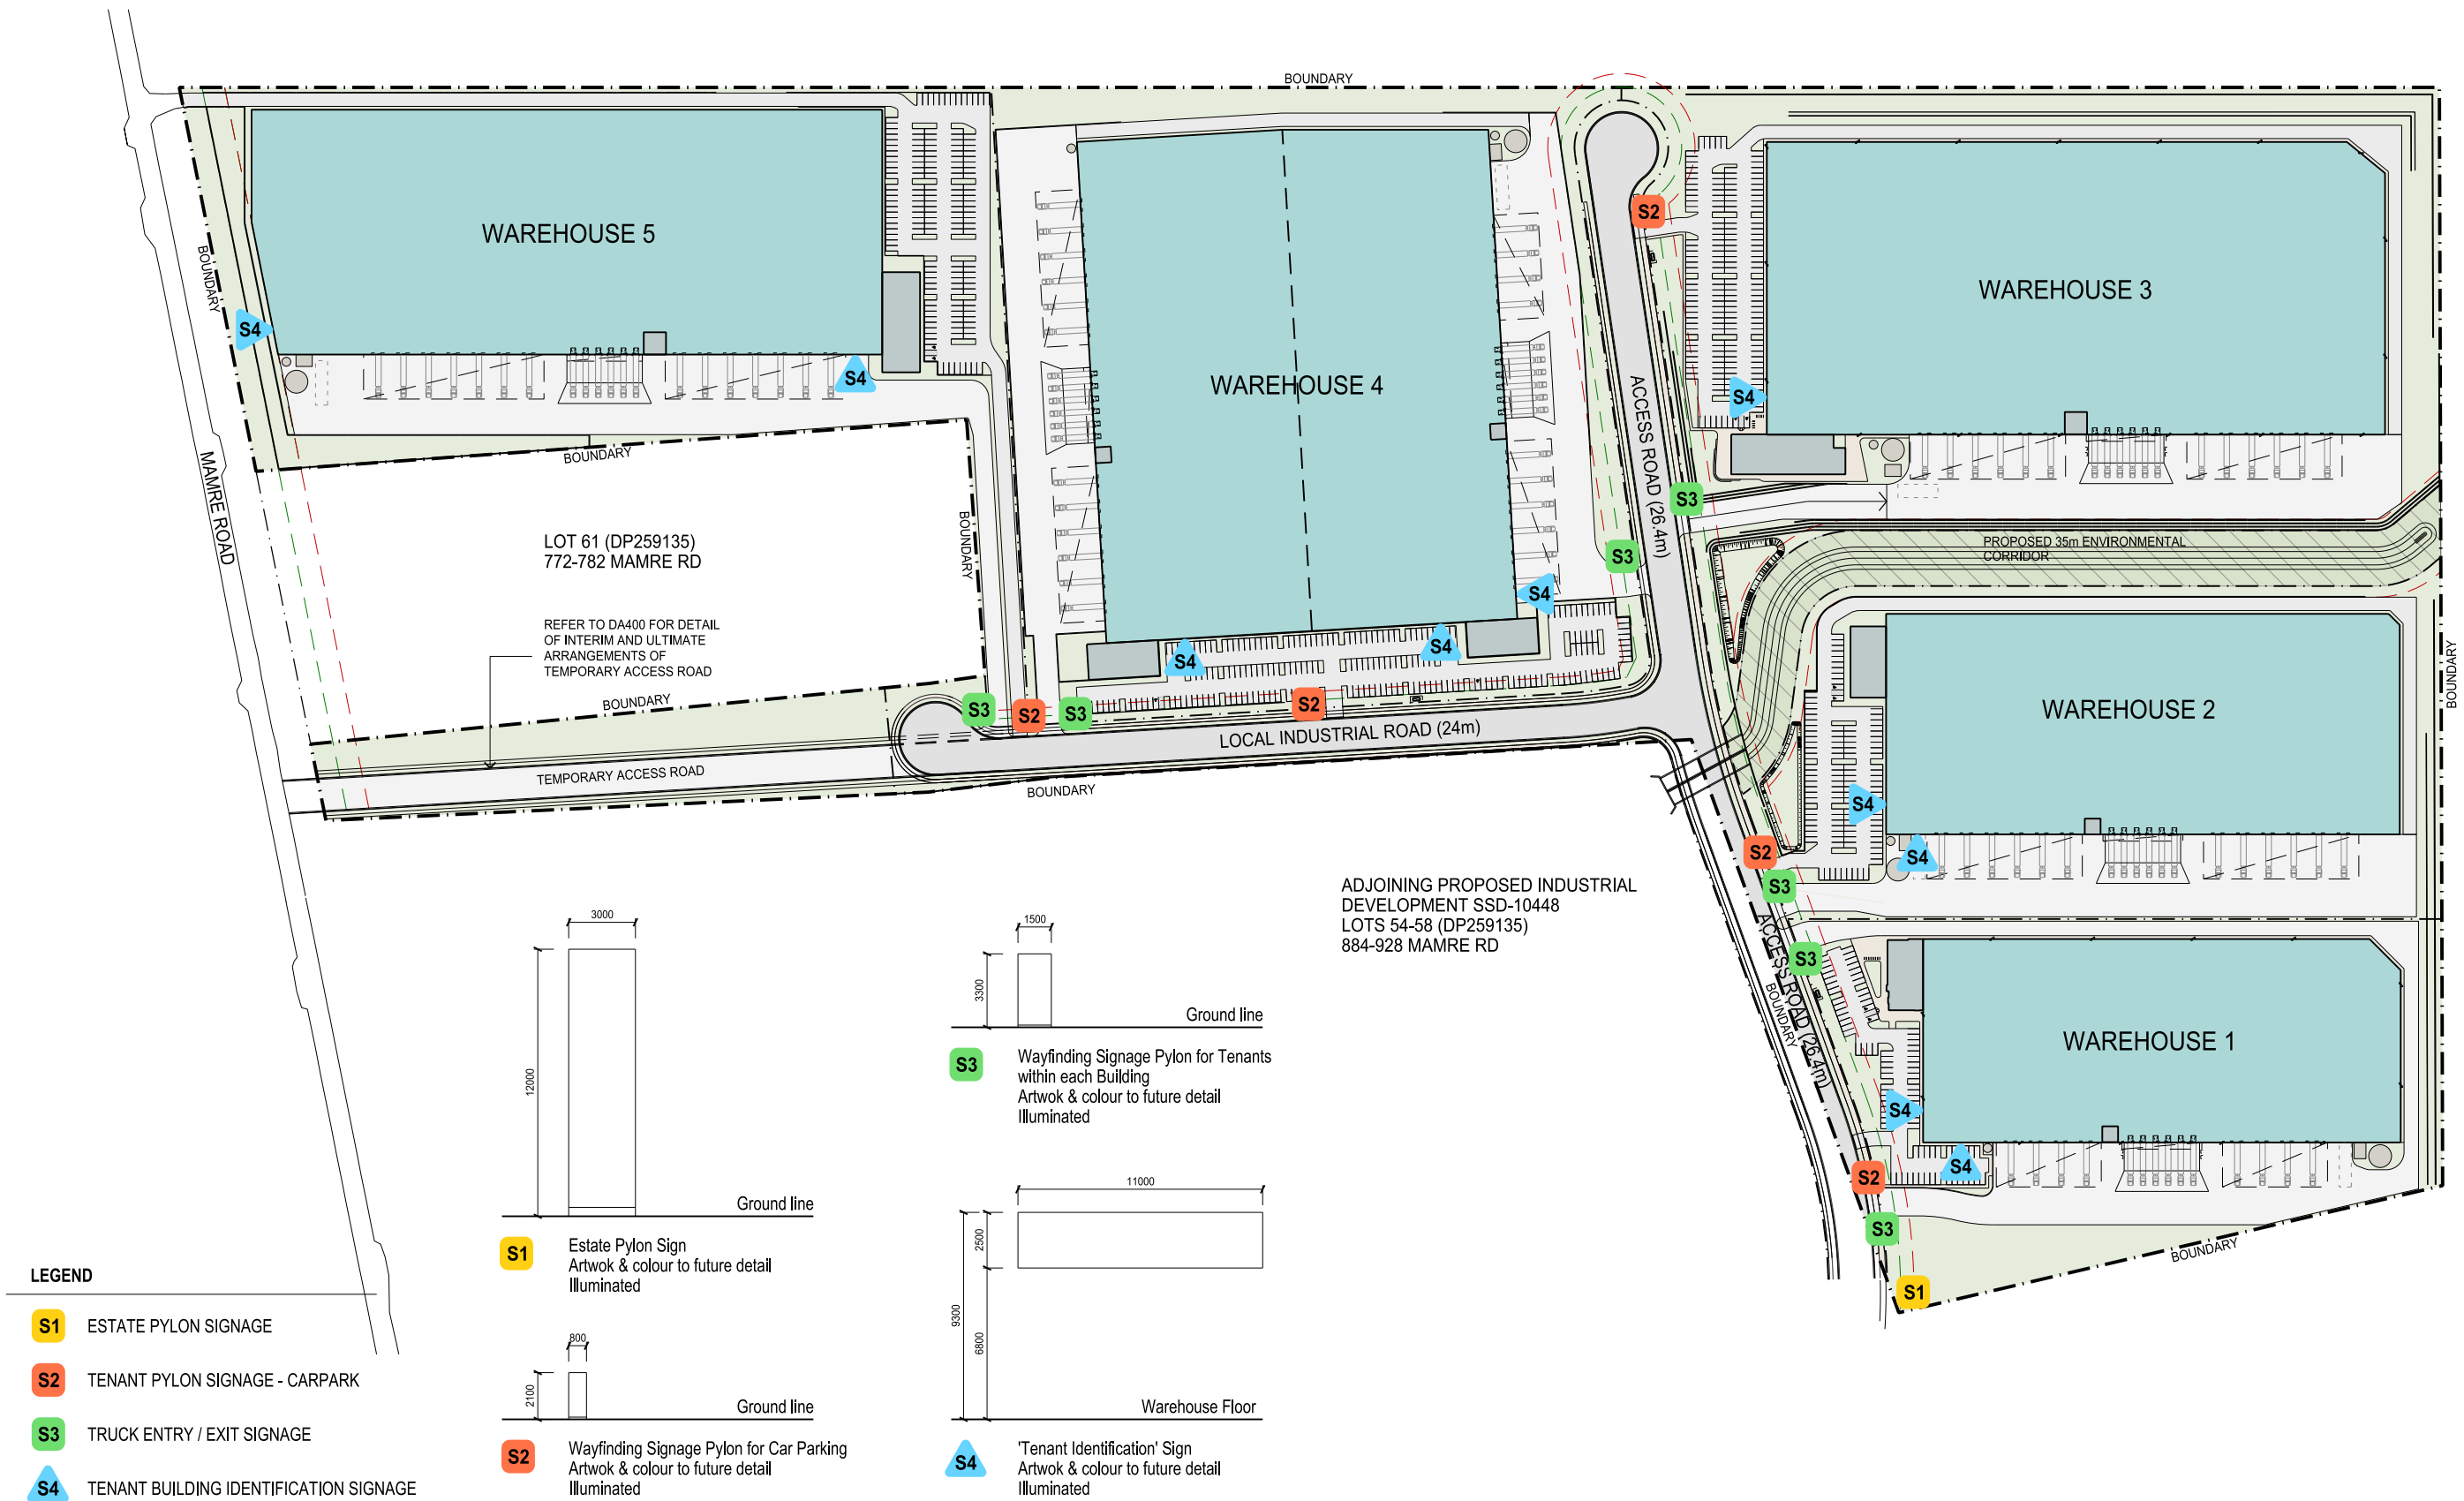 BOUNDARY
WAREHOUSE 5
WAREHOUSE 4
WAREHOUSE 3
S2
S4
S4
S4
BOUNDARY
MAMRE ROAD
BOUNDARY
BOUNDARY
ACCESS ROAD (26.4m)
S3
S3
LOT 61 (DP259135)
772-782 MAMRE RD
PROPOSED 35m ENVIRONMENTAL
CORRIDOR
REFER TO DA400 FOR DETAIL
OF INTERIM AND ULTIMATE
ARRANGEMENTS OF
TEMPORARY ACCESS ROAD
S4
S4
S4
BOUNDARY
BOUNDARY
S3
S2
S3
S2
WAREHOUSE 2
LOCAL INDUSTRIAL ROAD (24m)
TEMPORARY ACCESS ROAD
BOUNDARY
S4
S2
S4
S3
ADJOINING PROPOSED INDUSTRIAL
DEVELOPMENT SSD-10448
LOTS 54-58 (DP259135)
884-928 MAMRE RD
ACCESS ROAD (26.4m)
BOUNDARY
S3
WAREHOUSE 1
S4
S4
S2
S3
BOUNDARY
S1
3000
12000
Ground line
S1
Estate Pylon Sign
Artwok & colour to future detail
Illuminated
1500
3300
Ground line
S3
Wayfinding Signage Pylon for Tenants
within each Building
Artwok & colour to future detail
Illuminated
800
2100
Ground line
S2
Wayfinding Signage Pylon for Car Parking
Artwok & colour to future detail
Illuminated
11000
2500
9300
6800
Warehouse Floor
S4
'Tenant Identification' Sign
Artwok & colour to future detail
Illuminated
LEGEND
S1 ESTATE PYLON SIGNAGE
S2 TENANT PYLON SIGNAGE - CARPARK
S3 TRUCK ENTRY / EXIT SIGNAGE
S4 TENANT BUILDING IDENTIFICATION SIGNAGE